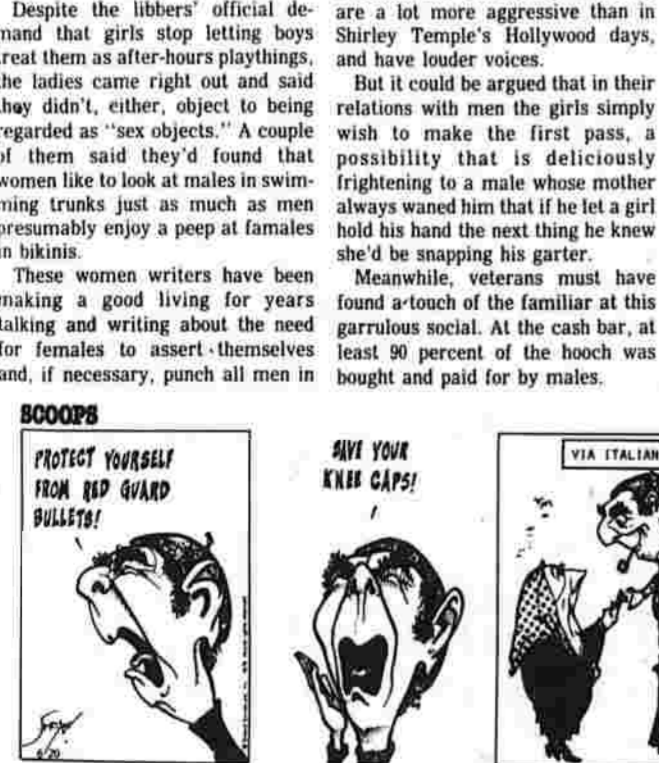 Despite the libbers' official de-
mand that girls stop letting boys
treat them as after-hours playthings,
the ladies came right out and said
they didn't, either, object to being
regarded as "sex objects." A couple
of them said they'd found that
women like to look at males in swim-
ming trunks just as much as men
presumably enjoy a peep at famales
in bikinis.
These women writers have been
making a good living for years
talking and writing about the need
for females to assert themselves
and, if necessary, punch all men in
are a lot more aggressive than in
Shirley Temple's Hollywood days,
and have louder voices.
But it could be argued that in their
relations with men the girls simply
wish to make the first pass, a
possibility that is deliciously
frightening to a male whose mother
always waned him that if he let a girl
hold his hand the next thing he knew
she'd be snapping his garter.
Meanwhile, veterans must have
found a touch of the familiar at this
garrulous social. At the cash bar, at
least 90 percent of the hooch was
bought and paid for by males.
SCOOPS
PROTECT YOURSELF
FROM RED GUARD
BULLETS!
6/20
SAVE YOUR
KNEE CAPS!
VIA ITALIAN